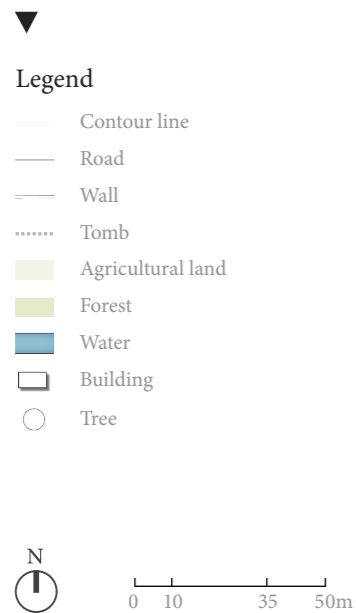 Legend
Contour line
Road
Wall
Tomb
Agricultural land
Forest
Water
Building
Tree
N
0 10 35 50m